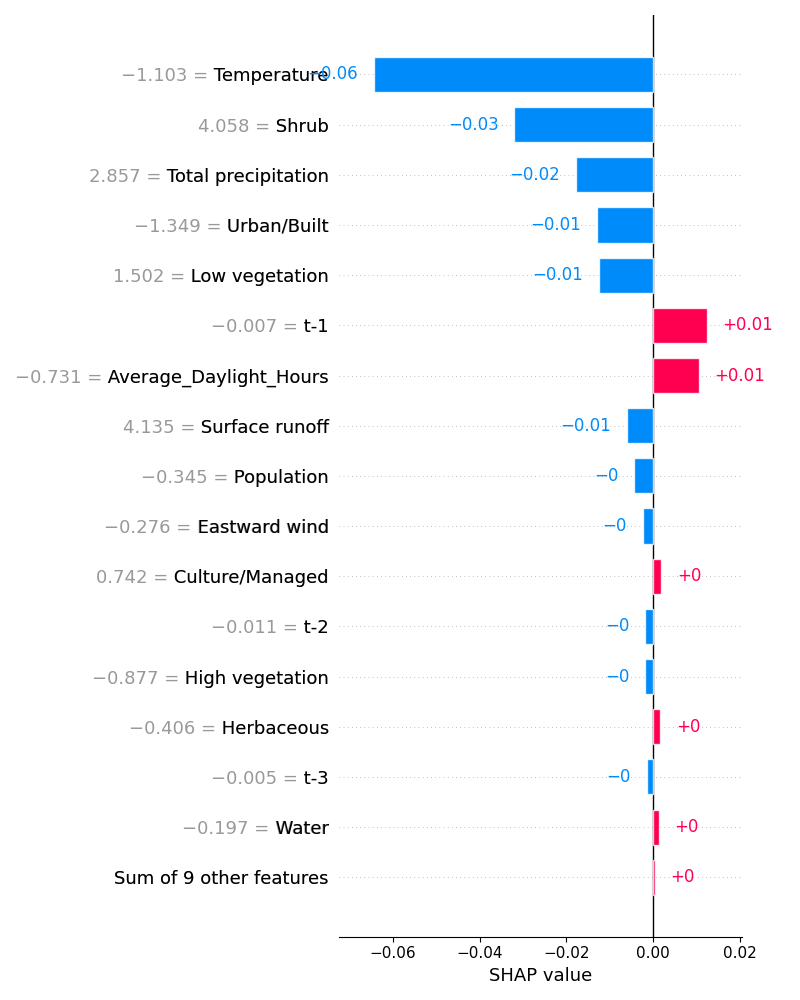 −1.103 = Temperature −0.06
4.058 = Shrub −0.03
2.857 = Total precipitation −0.02
−1.349 = Urban/Built −0.01
1.502 = Low vegetation −0.01
−0.007 = t-1 +0.01
−0.731 = Average_Daylight_Hours +0.01
4.135 = Surface runoff −0.01
−0.345 = Population −0
−0.276 = Eastward wind −0
0.742 = Culture/Managed +0
−0.011 = t-2 −0
−0.877 = High vegetation −0
−0.406 = Herbaceous +0
−0.005 = t-3 −0
−0.197 = Water +0
Sum of 9 other features +0
−0.06 −0.04 −0.02 0.00 0.02
SHAP value